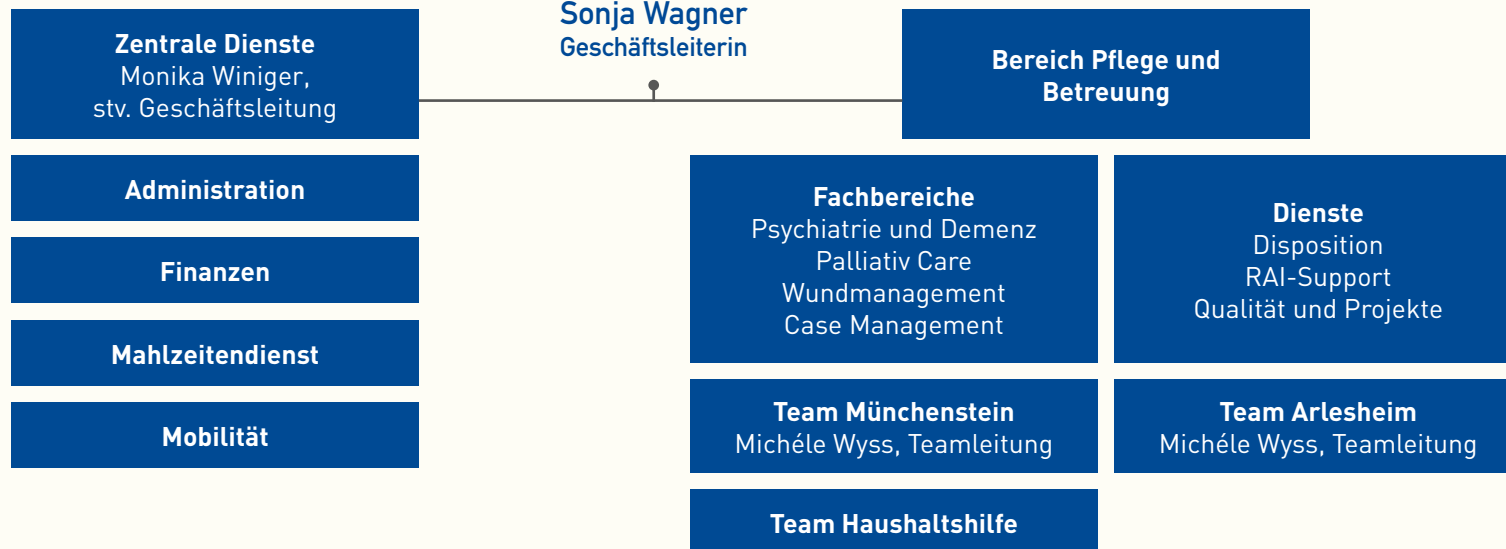 Sonja Wagner
Geschäftsleiterin
Zentrale Dienste
Monika Winiger,
stv. Geschäftsleitung
Administration
Finanzen
Mahlzeitendienst
Mobilität
Bereich Pflege und
Betreuung
Fachbereiche
Psychiatrie und Demenz
Palliativ Care
Wundmanagement
Case Management
Dienste
Disposition
RAI-Support
Qualität und Projekte
Team Münchenstein
Michéle Wyss, Teamleitung
Team Arlesheim
Michéle Wyss, Teamleitung
Team Haushaltshilfe